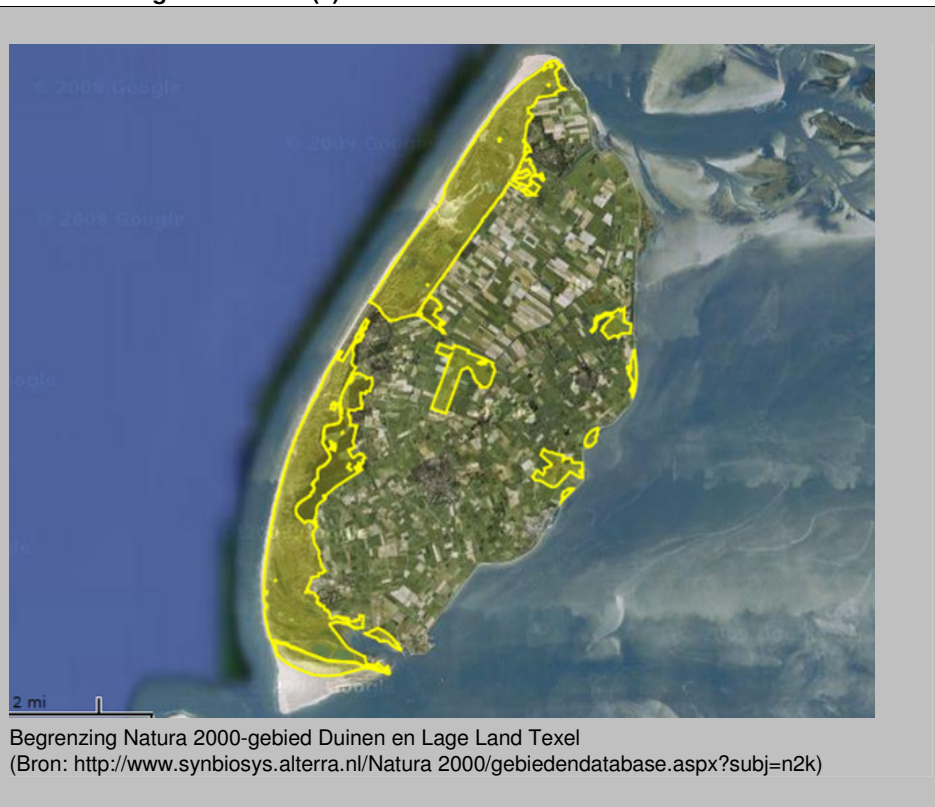 © 2009 Google
© 2009 Google
© 2009 Google
2 mi
Begrenzing Natura 2000-gebied Duinen en Lage Land Texel
(Bron: http://www.synbiosys.alterra.nl/Natura 2000/gebiedendatabase.aspx?subj=n2k)